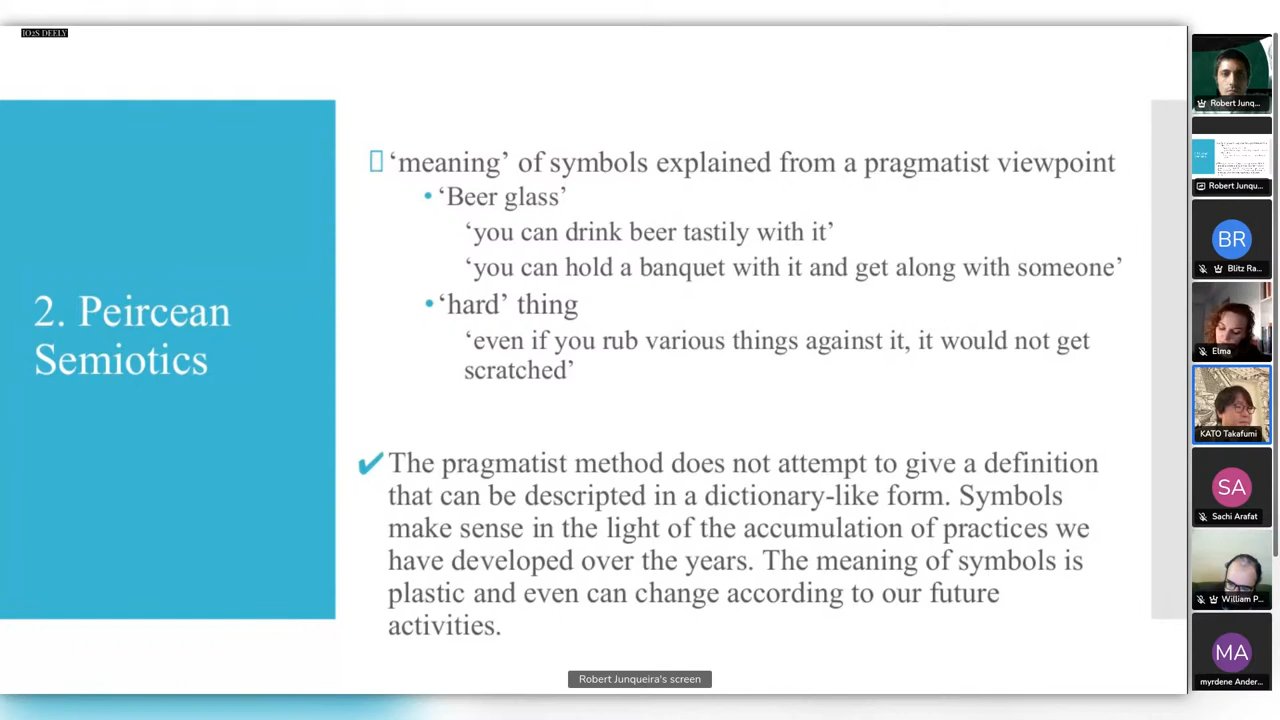 IO2S DEELY
2. Peircean
Semiotics
‘meaning’ of symbols explained from a pragmatist viewpoint
‘Beer glass’
‘you can drink beer tastily with it’
‘you can hold a banquet with it and get along with someone’
‘hard’ thing
‘even if you rub various things against it, it would not get
scratched’
The pragmatist method does not attempt to give a definition
that can be descripted in a dictionary-like form. Symbols
make sense in the light of the accumulation of practices we
have developed over the years. The meaning of symbols is
plastic and even can change according to our future
activities.
Robert Junqueira's screen
Robert Junq...
Robert Junqu...
BR
Blitz Ra...
Elma
KATO Takafumi
SA
Sachi Arafat
William P...
MA
myrdene Ander...